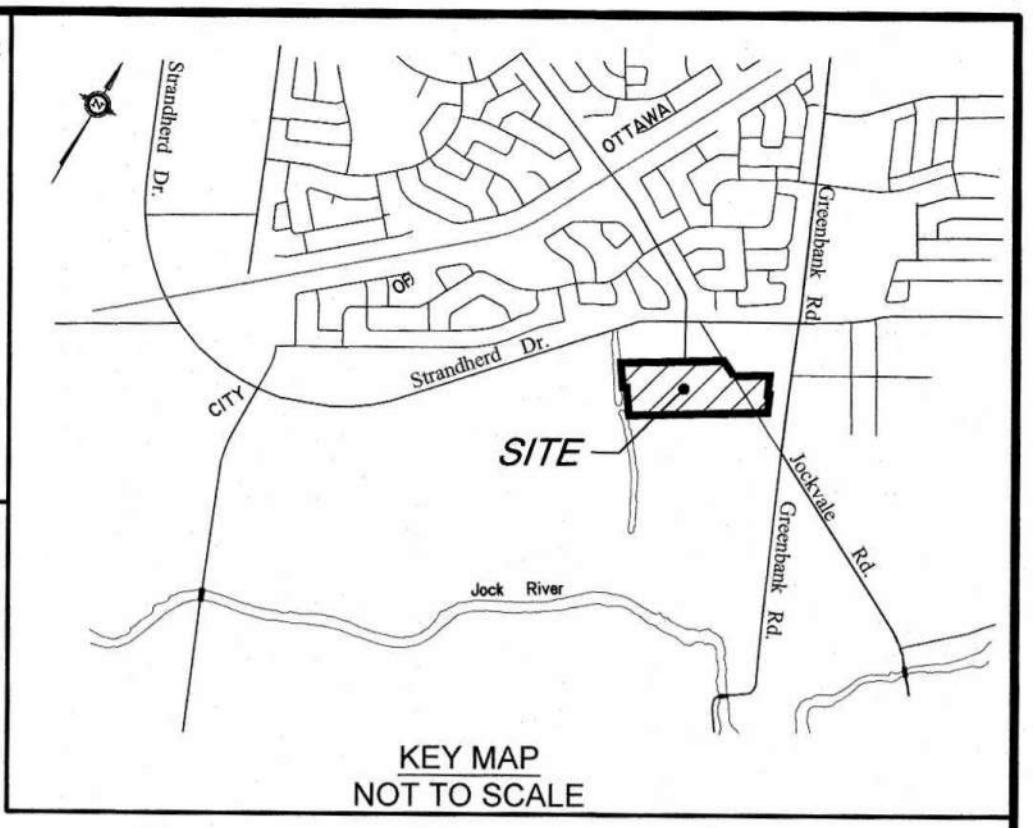 Strandherd Dr.
OTTAWA
Greenbank Rd.
OF
Strandherd Dr.
CITY
SITE
Jockvale Rd.
Greenbank Rd.
Jock River
KEY MAP
NOT TO SCALE